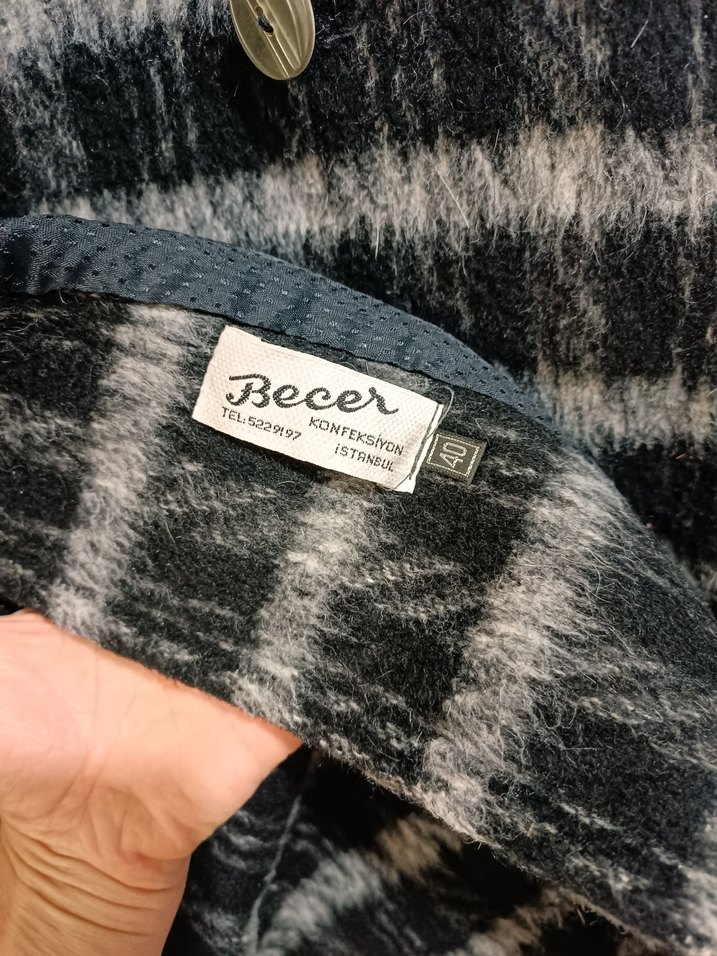 Becer
KONFEKSİYON
TEL: 5229197
İSTANBUL
40